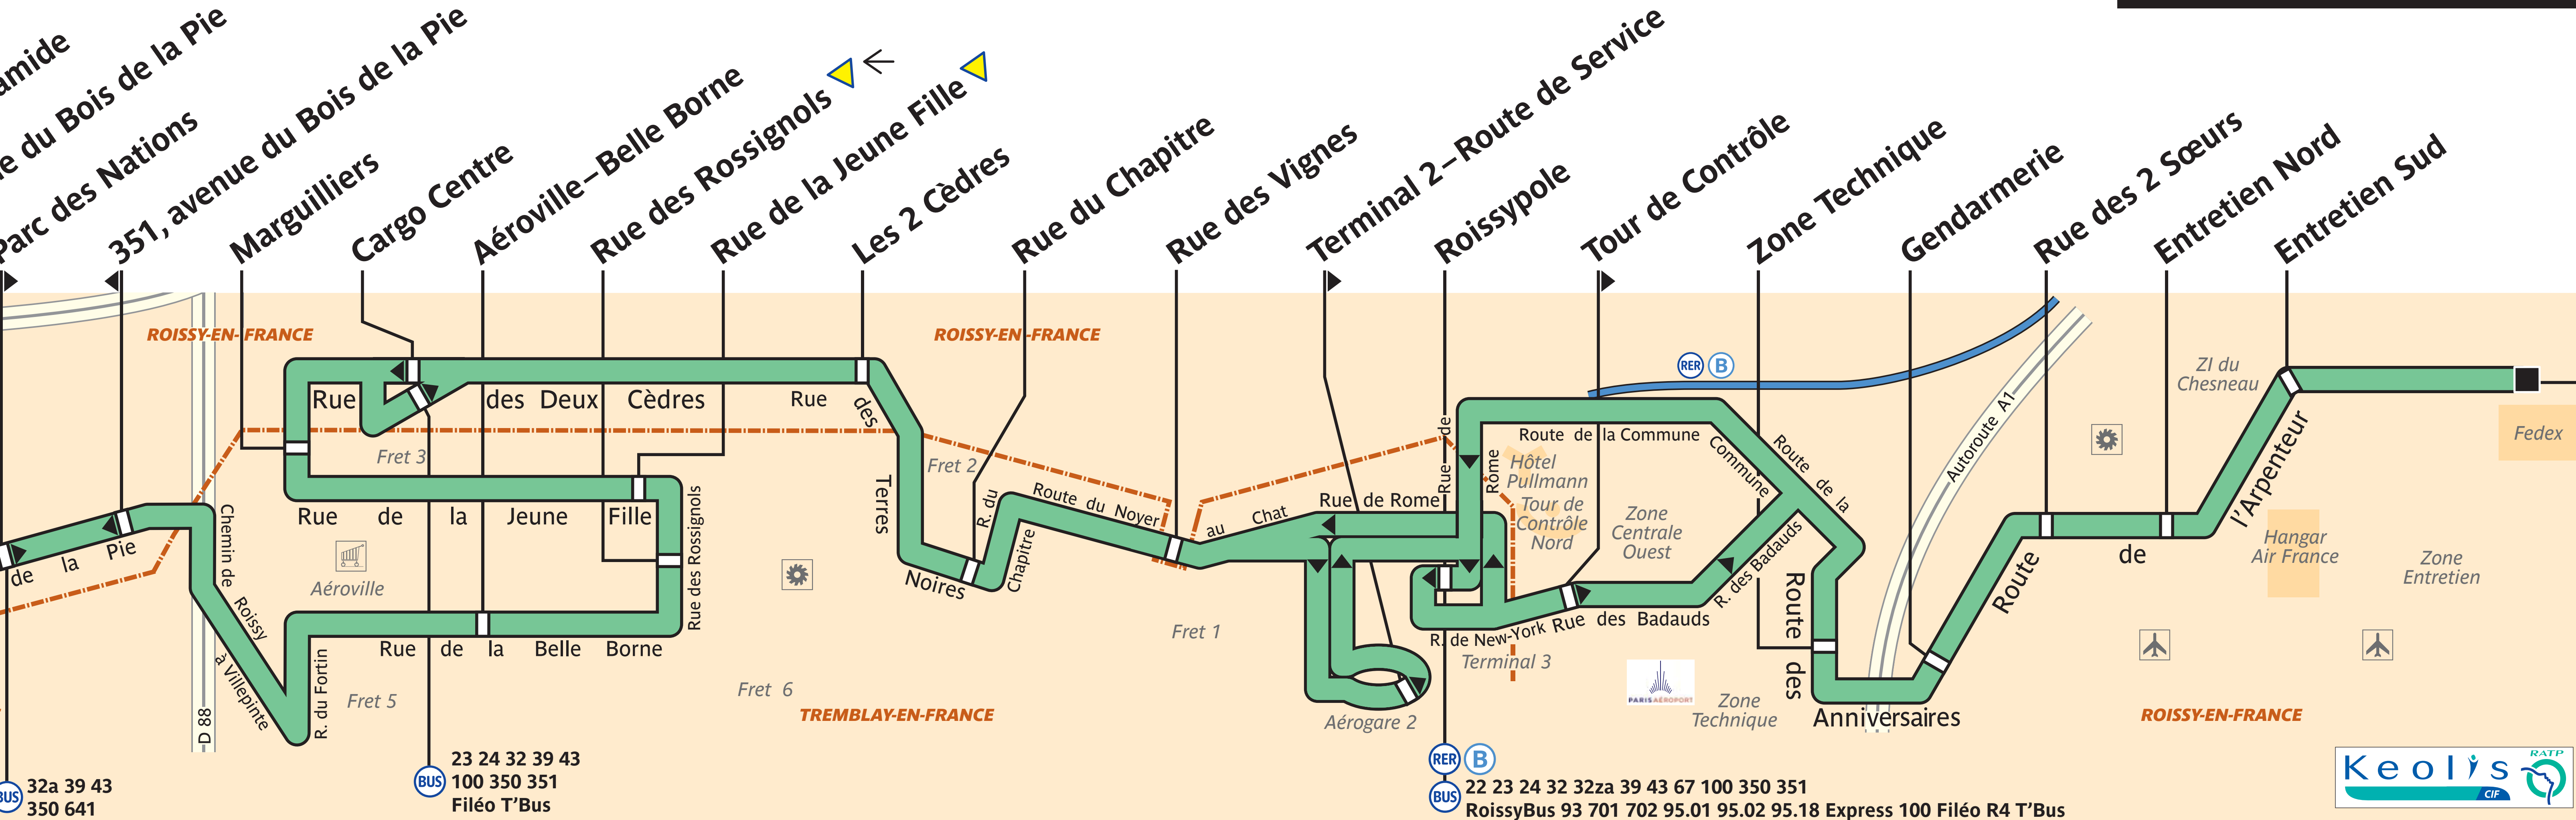 amide
e du Bois de la Pie
Parc des Nations
351, avenue du Bois de la Pie
Marguilliers
Cargo Centre
Aéroville–Belle Borne
Rue des Rossignols
Rue de la Jeune Fille
Les 2 Cèdres
Rue du Chapitre
Rue des Vignes
Terminal 2–Route de Service
Roissypole
Tour de Contrôle
Zone Technique
Gendarmerie
Rue des 2 Sœurs
Entretien Nord
Entretien Sud
ROISSY-EN-FRANCE
ROISSY-EN-FRANCE
RER B
ZI du
Chesneau
Rue des Deux Cèdres Rue des
Terres
Noires
Fret 3
Fret 2
Rue de la Jeune Fille
Rue des Rossignols
Chemin de Roissy
à Villepinte
de la Pie
Aéroville
R. du Fortin
Rue de la Belle Borne
Fret 5
Fret 6
D 88
TREMBLAY-EN-FRANCE
R. du
Chapitre
Route du Noyer
au Chat
Fret 1
Rue de Rome
Rue de
Rome
Route de la Commune
Commune
Route de la
Hôtel
Pullmann
Tour de
Contrôle
Nord
Zone
Centrale
Ouest
R. des Badauds
Rue des Badauds
R. de New-York
Terminal 3
Aérogare 2
PARIS AÉROPORT
Zone
Technique
Route des
Anniversaires
Autoroute A1
Route de
l'Arpenteur
Fedex
Hangar
Air France
Zone
Entretien
ROISSY-EN-FRANCE
BUS 32a 39 43
350 641
BUS 23 24 32 39 43
100 350 351
Filéo T’Bus
RER B
BUS 22 23 24 32 32za 39 43 67 100 350 351
RoissyBus 93 701 702 95.01 95.02 95.18 Express 100 Filéo R4 T’Bus
Keolis
CIF
RATP